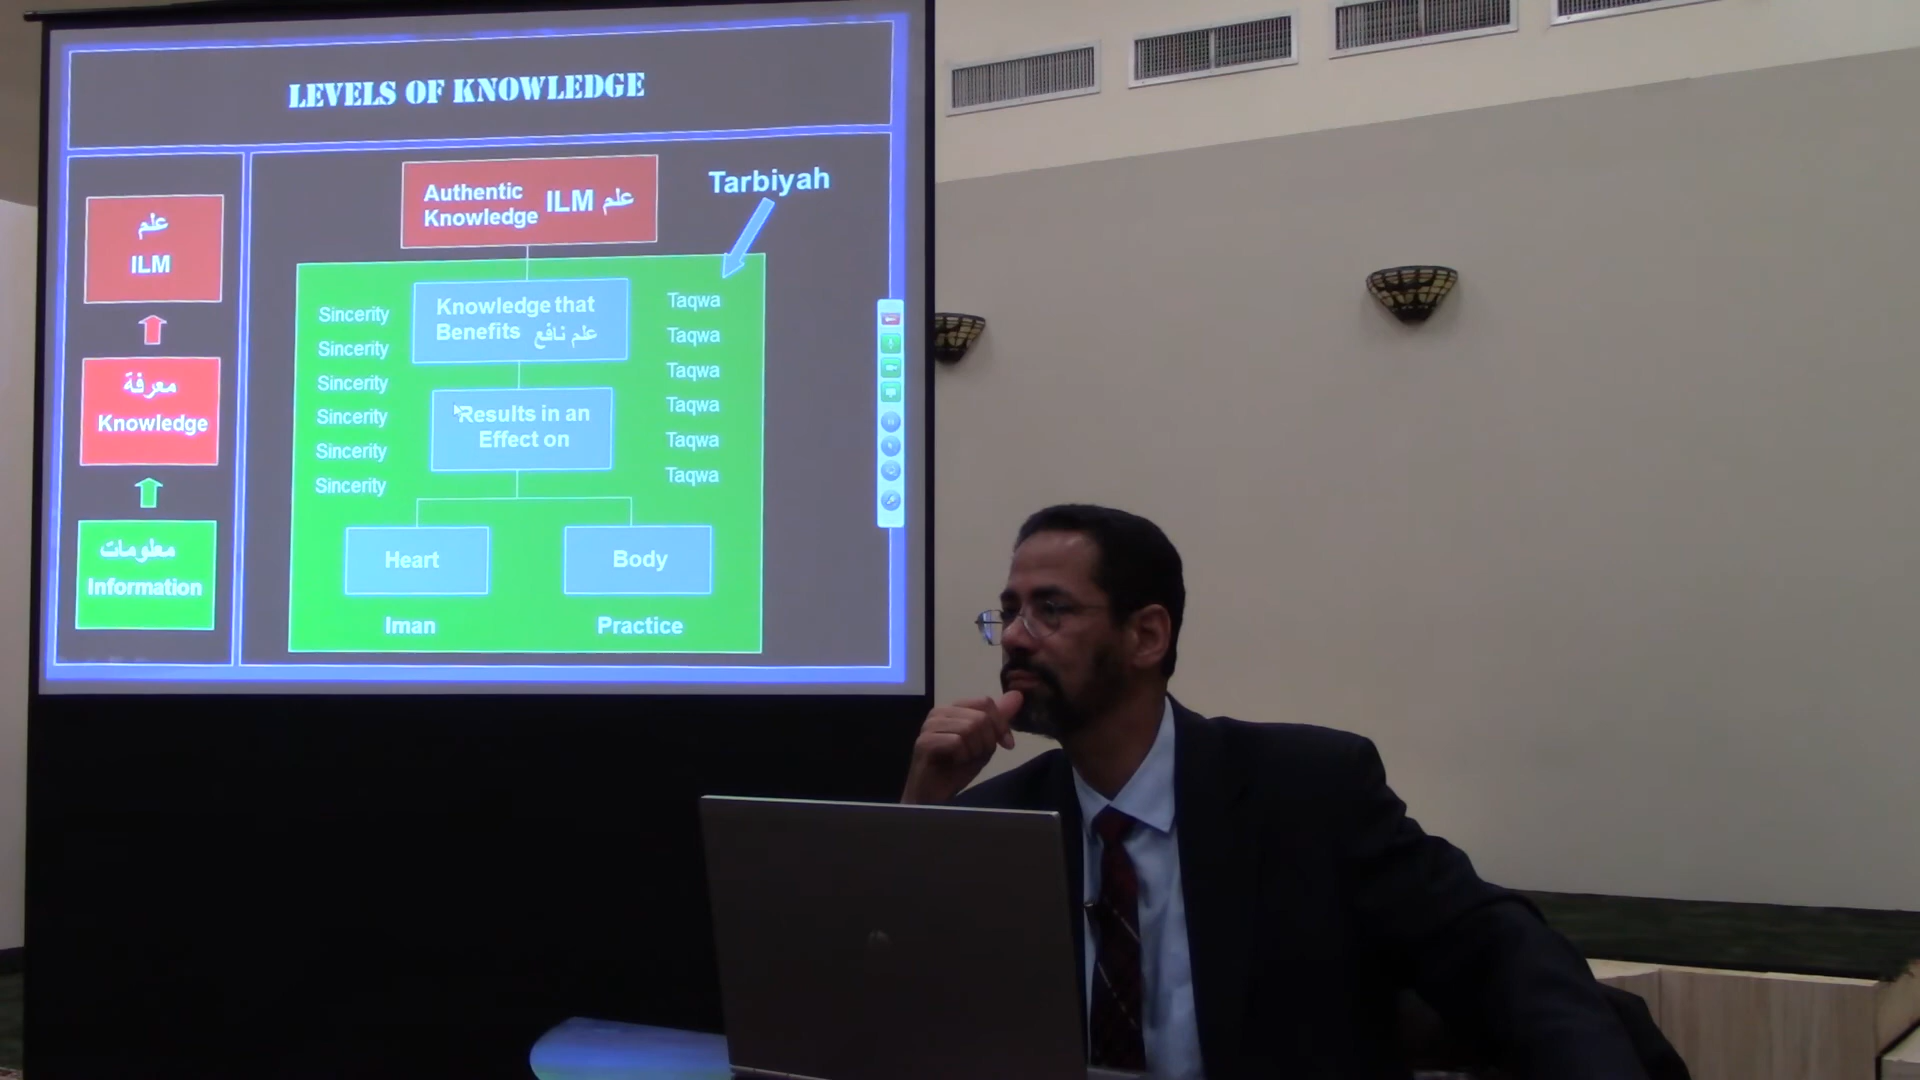 LEVELS OF KNOWLEDGE
علم
ILM
معرفة
Knowledge
معلومات
Information
Authentic
Knowledge
ILM علم
Tarbiyah
Knowledge that
Benefits علم نافع
Results in an
Effect on
Sincerity
Sincerity
Sincerity
Sincerity
Sincerity
Sincerity
Taqwa
Taqwa
Taqwa
Taqwa
Taqwa
Taqwa
Heart
Body
Iman
Practice